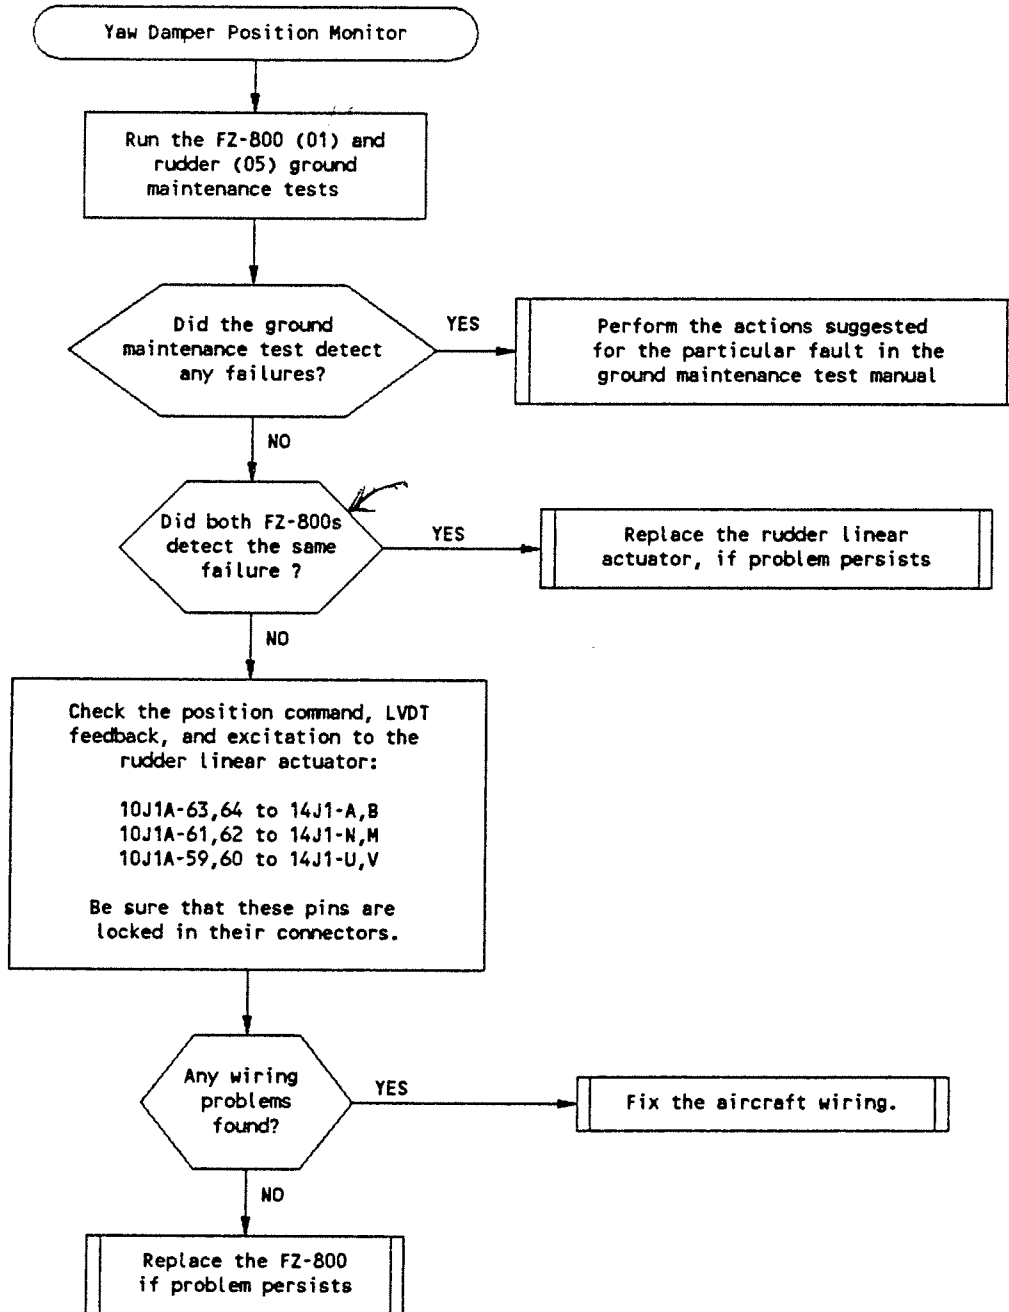 Yaw Damper Position Monitor
Run the FZ-800 (01) and
rudder (05) ground
maintenance tests
Did the ground
maintenance test detect
any failures?
YES
Perform the actions suggested
for the particular fault in the
ground maintenance test manual
NO
Did both FZ-800s
detect the same
failure ?
YES
Replace the rudder linear
actuator, if problem persists
NO
Check the position command, LVDT
feedback, and excitation to the
rudder linear actuator:
10J1A-63,64 to 14J1-A,B
10J1A-61,62 to 14J1-N,M
10J1A-59,60 to 14J1-U,V
Be sure that these pins are
locked in their connectors.
Any wiring
problems
found?
YES
Fix the aircraft wiring.
NO
Replace the FZ-800
if problem persists